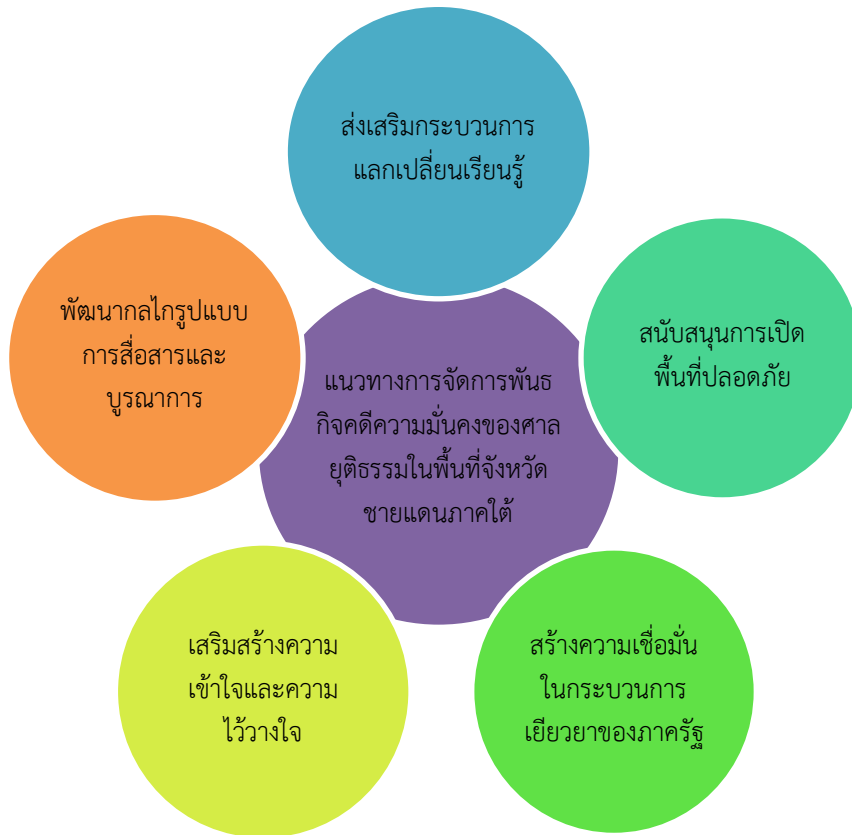 ส่งเสริมกระบวนการ
แลกเปลี่ยนเรียนรู้
สนับสนุนการเปิด
พื้นที่ปลอดภัย
สร้างความเชื่อมั่น
ในกระบวนการ
เยียวยาของภาครัฐ
เสริมสร้างความ
เข้าใจและความ
ไว้วางใจ
พัฒนากลไกรูปแบบ
การสื่อสารและ
บูรณาการ
แนวทางการจัดการพันธ
กิจคดีความมั่นคงของศาล
ยุติธรรมในพื้นที่จังหวัด
ชายแดนภาคใต้